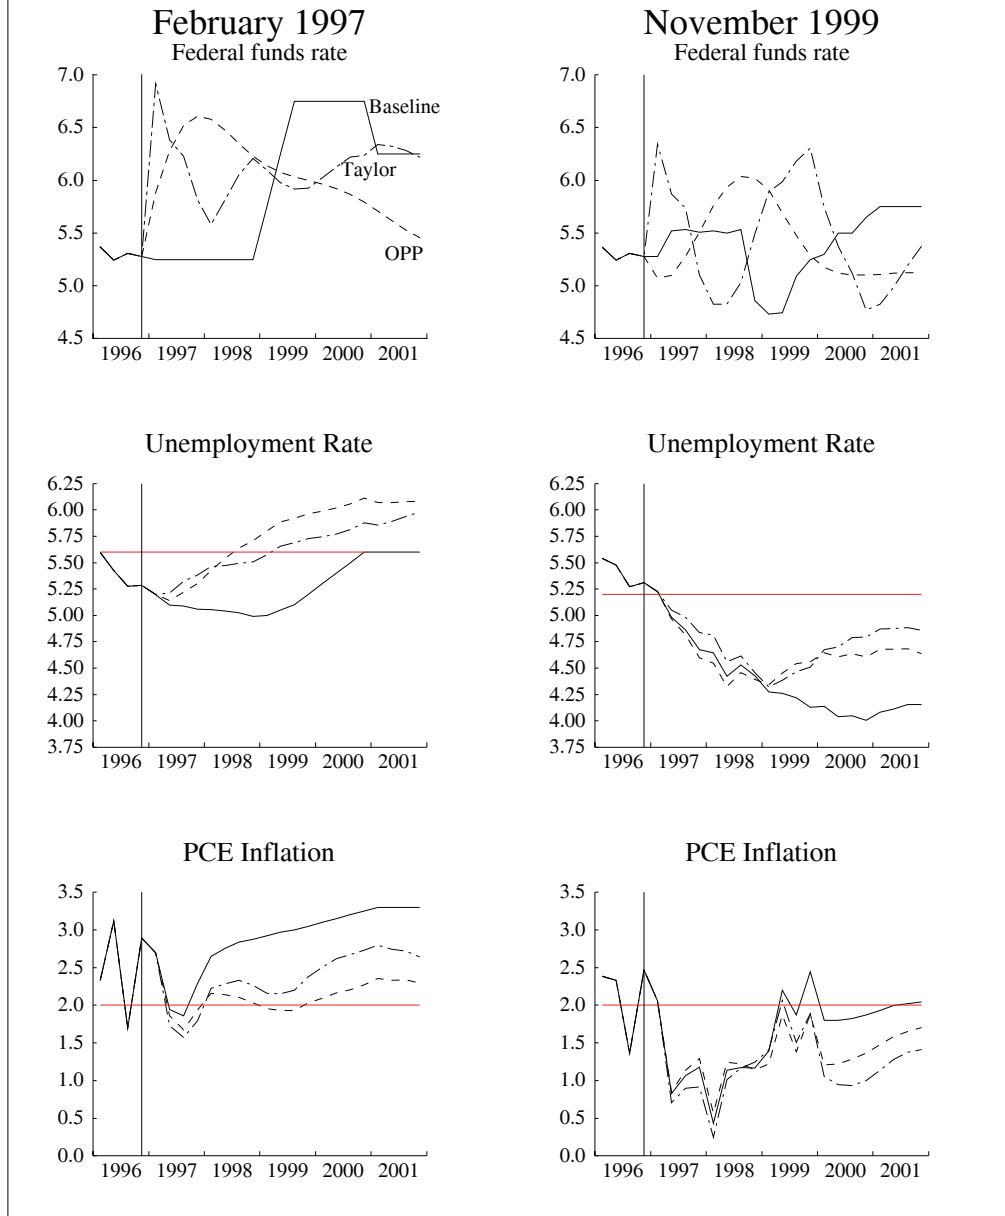 February 1997
Federal funds rate
7.0
6.5
6.0
5.5
5.0
4.5
Baseline
Taylor
OPP
1996 1997 1998 1999 2000 2001
November 1999
Federal funds rate
7.0
6.5
6.0
5.5
5.0
4.5
1996 1997 1998 1999 2000 2001
Unemployment Rate
6.25
6.00
5.75
5.50
5.25
5.00
4.75
4.50
4.25
4.00
3.75
1996 1997 1998 1999 2000 2001
Unemployment Rate
6.25
6.00
5.75
5.50
5.25
5.00
4.75
4.50
4.25
4.00
3.75
1996 1997 1998 1999 2000 2001
PCE Inflation
3.5
3.0
2.5
2.0
1.5
1.0
0.5
0.0
1996 1997 1998 1999 2000 2001
PCE Inflation
3.5
3.0
2.5
2.0
1.5
1.0
0.5
0.0
1996 1997 1998 1999 2000 2001